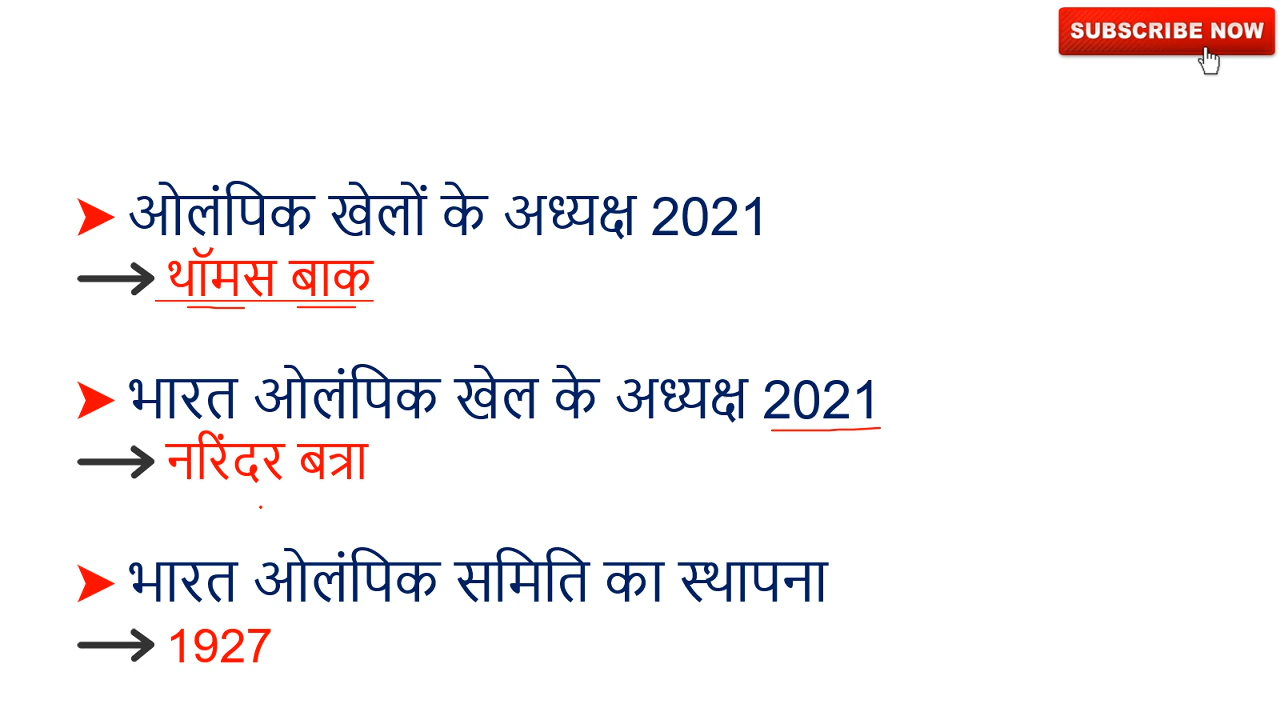 SUBSCRIBE NOW
ओलंपिक खेलों के अध्यक्ष 2021
थॉमस बाक
भारत ओलंपिक खेल के अध्यक्ष 2021
नरिंदर बत्रा
भारत ओलंपिक समिति का स्थापना
1927